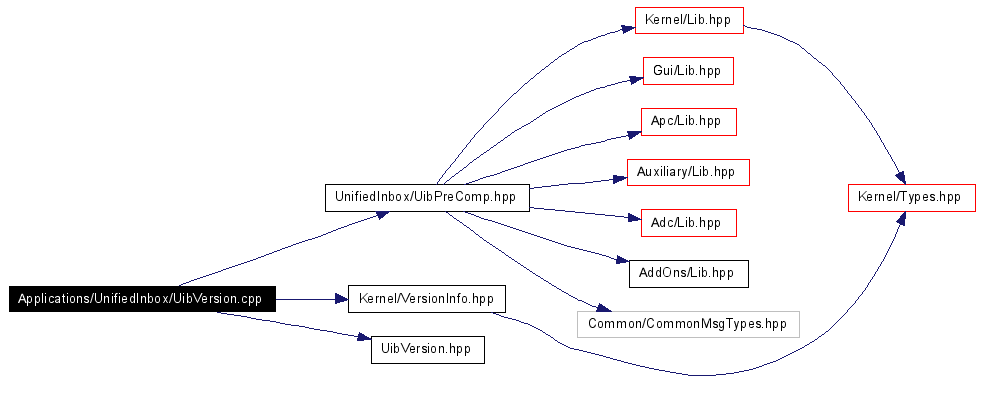 Kernel/Lib.hpp
Gui/Lib.hpp
Apc/Lib.hpp
Auxiliary/Lib.hpp
UnifiedInbox/UibPreComp.hpp
Kernel/Types.hpp
Adc/Lib.hpp
AddOns/Lib.hpp
Applications/UnifiedInbox/UibVersion.cpp
Kernel/VersionInfo.hpp
Common/CommonMsgTypes.hpp
UibVersion.hpp